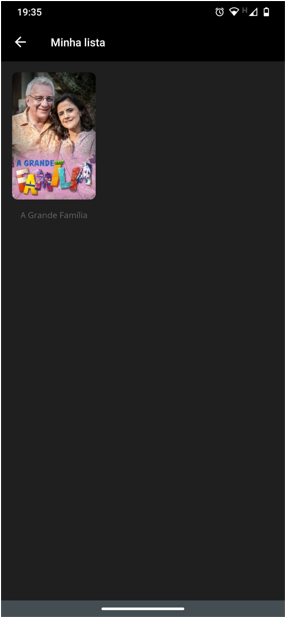 19:35
H
Minha lista
A GRANDE
FAMÍLIA
A Grande Família